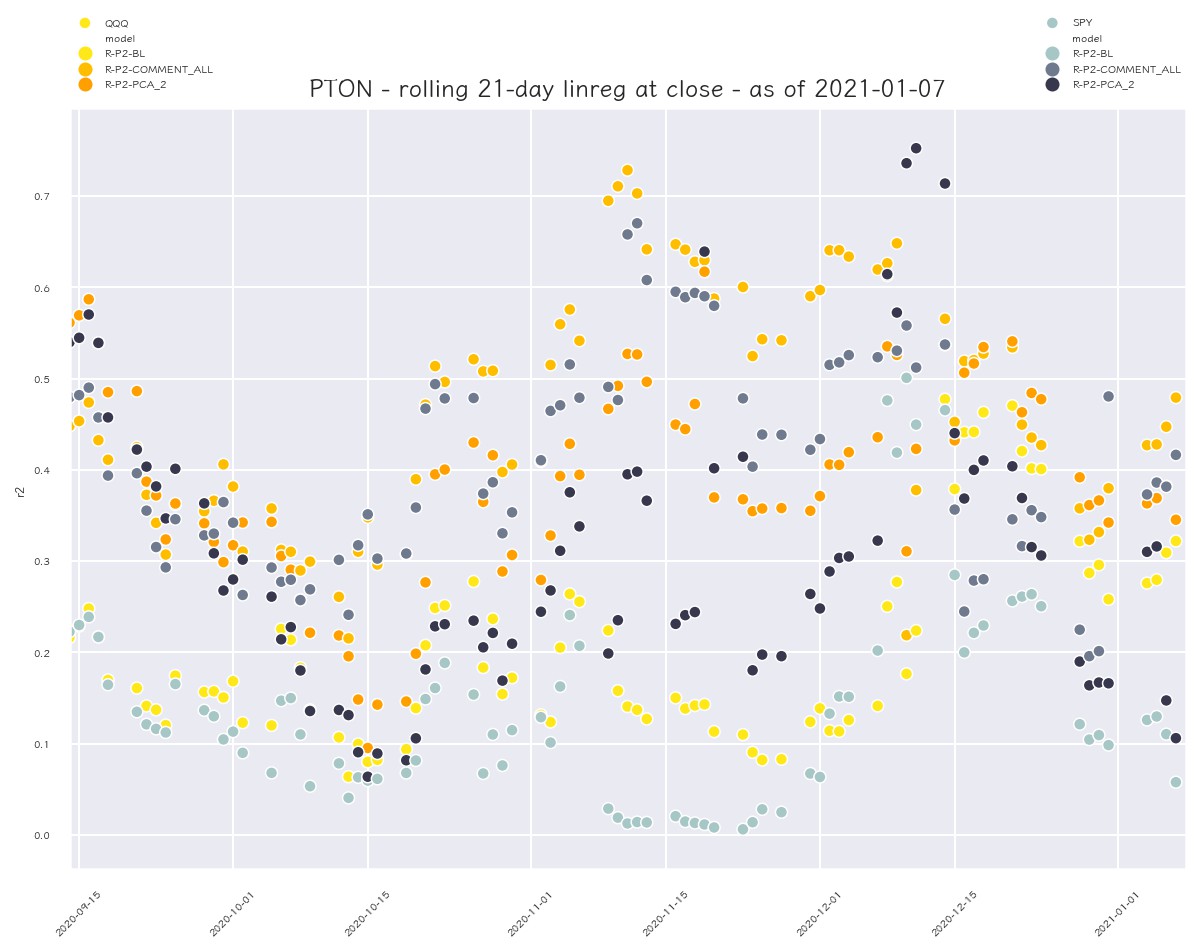 QQQ
model
R-P2-BL
R-P2-COMMENT_ALL
R-P2-PCA_2
SPY
model
R-P2-BL
R-P2-COMMENT_ALL
R-P2-PCA_2
PTON - rolling 21-day linreg at close - as of 2021-01-07
r2
0.7
0.6
0.5
0.4
0.3
0.2
0.1
0.0
2020-09-15
2020-10-01
2020-10-15
2020-11-01
2020-11-15
2020-12-01
2020-12-15
2021-01-01